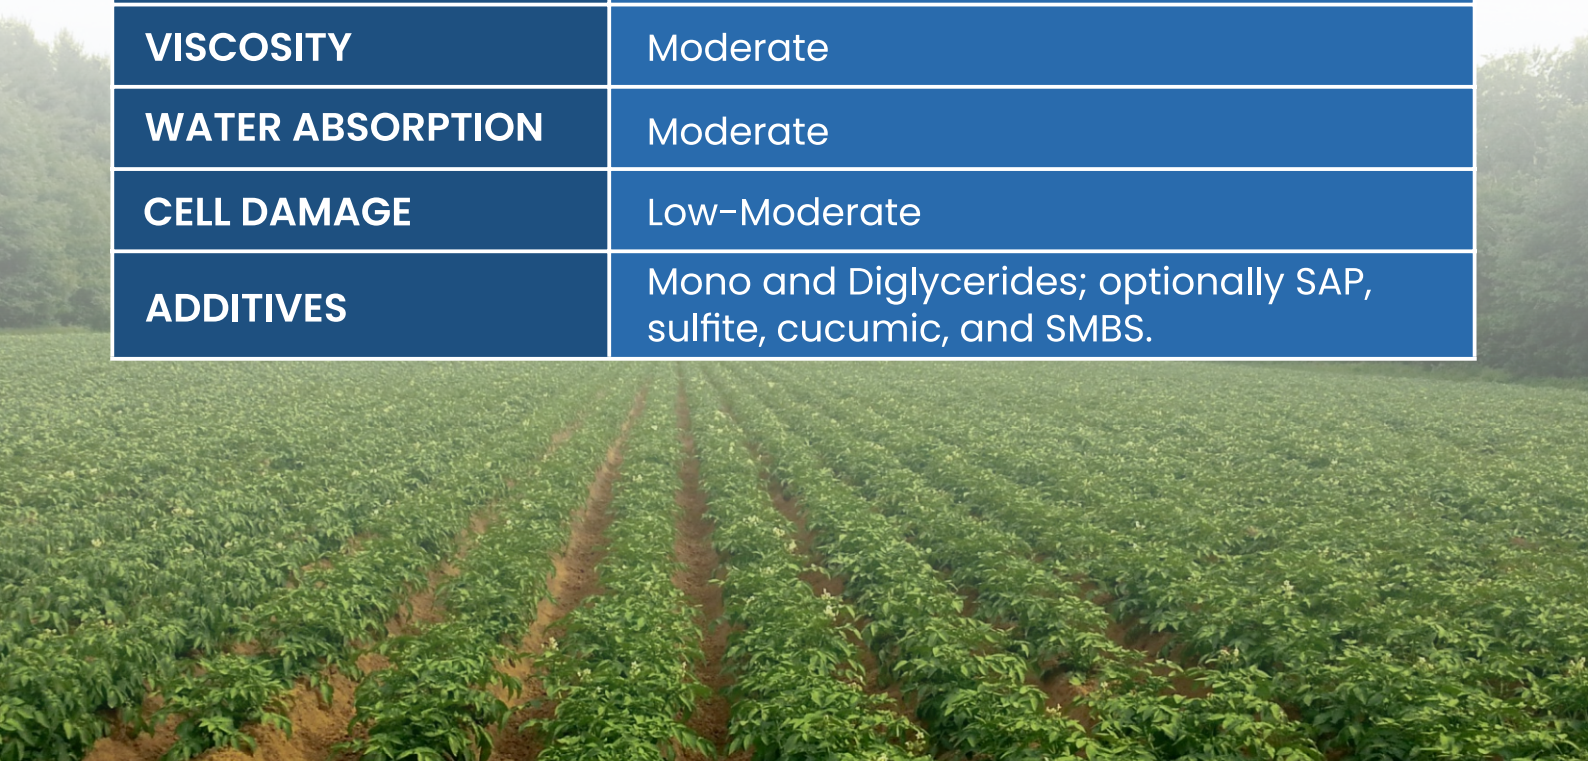 VISCOSITY
Moderate
WATER ABSORPTION
Moderate
CELL DAMAGE
Low-Moderate
ADDITIVES
Mono and Diglycerides; optionally SAP,
sulfite, cucumic, and SMBS.